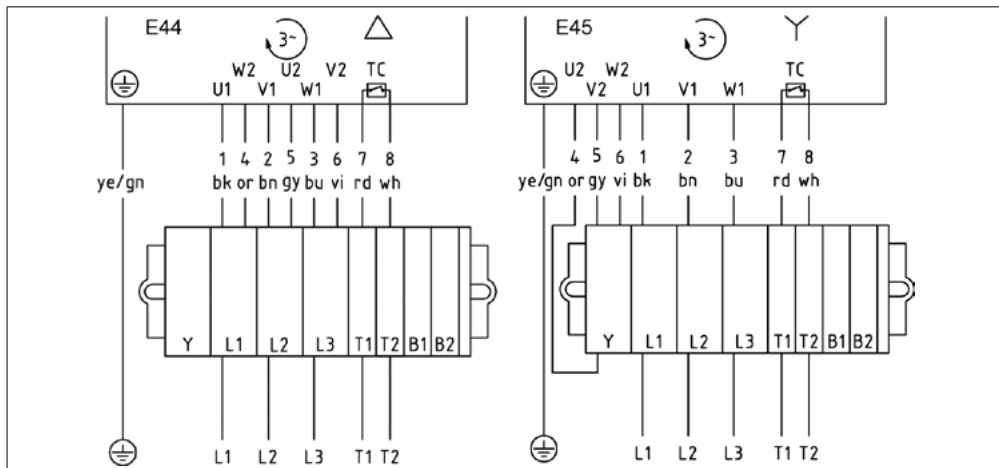 E44 3~ TC
W2 U2 V2
U1 V1 W1
1 4 2 5 3 6 7 8
ye/gn bk or bn gy bu vi rd wh
Y L1 L2 L3 T1 T2 B1 B2
L1 L2 L3 T1 T2
E45 3~ TC
U2 W2
V2 U1 V1 W1
4 5 6 1 2 3 7 8
ye/gn or gy vi bk bn bu rd wh
Y L1 L2 L3 T1 T2 B1 B2
L1 L2 L3 T1 T2